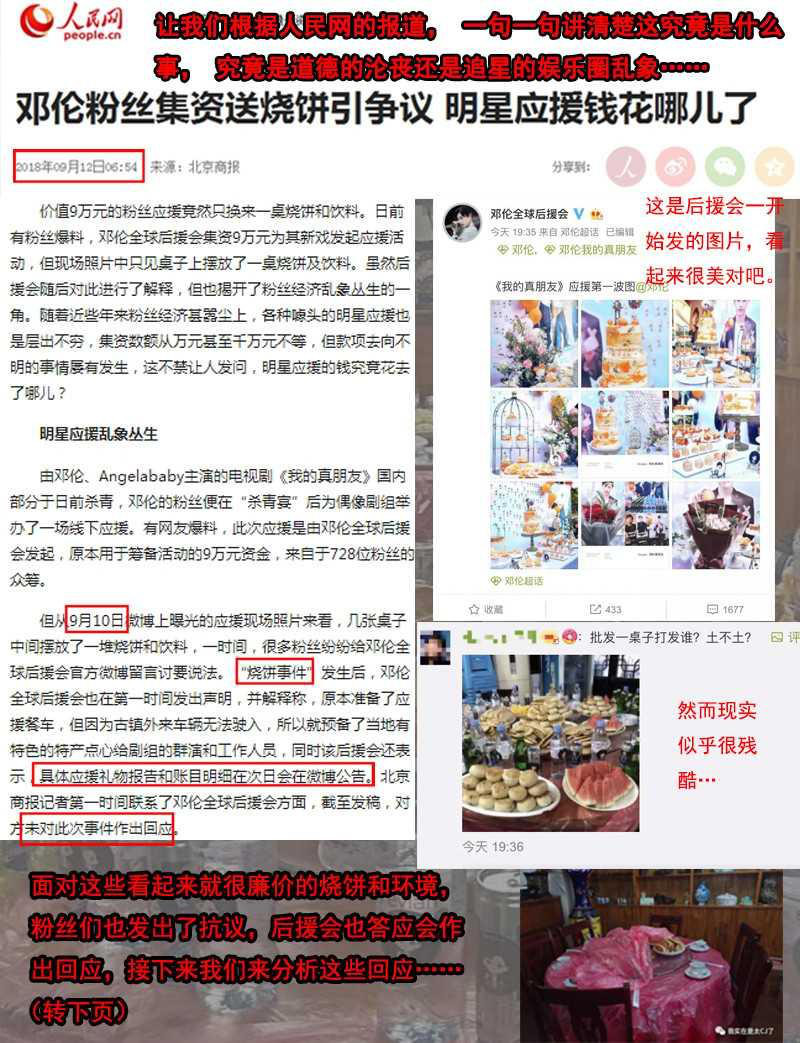 人民网
people.cn
让我们根据人民网的报道， 一句一句讲清楚这究竟是什么
事， 究竟是道德的沦丧还是追星的娱乐圈乱象……
邓伦粉丝集资送烧饼引争议 明星应援钱花哪儿了
2018年09月12日06:54 来源：北京商报
分享到：
价值9万元的粉丝应援竟然只换来一桌烧饼和饮料。日前
有粉丝爆料，邓伦全球后援会集资9万元为其新戏发起应援活
动，但现场照片中只见桌子上摆放了一桌烧饼及饮料。虽然后
援会随后对此进行了解释，但也揭开了粉丝经济乱象丛生的一
角。随着近些年来粉丝经济甚嚣尘上，各种噱头的明星应援也
是层出不穷，集资数额从万元甚至千万元不等，但款项去向不
明的事情屡有发生，这不禁让人发问，明星应援的钱究竟花去
了哪儿？
明星应援乱象丛生
由邓伦、Angelababy主演的电视剧《我的真朋友》国内
部分于日前杀青，邓伦的粉丝便在“杀青宴”后为偶像剧组举
办了一场线下应援。有网友爆料，此次应援是由邓伦全球后援
会发起，原本用于筹备活动的9万元资金，来自于728位粉丝的
众筹。
但从9月10日微博上曝光的应援现场照片来看，几张桌子
中间摆放了一堆烧饼和饮料，一时间，很多粉丝纷纷给邓伦全
球后援会官方微博留言讨要说法。“烧饼事件”发生后，邓伦
全球后援会也在第一时间发出声明，并解释称，原本准备了应
援餐车，但因为古镇外来车辆无法驶入，所以就预备了当地有
特色的特产点心给剧组的群演和工作人员，同时该后援会还表
示，具体应援礼物报告和账目明细在次日会在微博公告。北京
商报记者第一时间联系了邓伦全球后援会方面，截至发稿，对
方未对此次事件作出回应。
邓伦全球后援会
今天 19:35 来自 邓伦超话 已编辑
邓伦, 邓伦我的真朋友
《我的真朋友》应援第一波图@邓伦
邓伦超话
收藏 433 1677
这是后援会一开
始发的图片，看
起来很美对吧。
：批发一桌子打发谁？土不土？ 评
今天 19:36
然而现实
似乎很残
酷…
面对这些看起来就很廉价的烧饼和环境，
粉丝们也发出了抗议，后援会也答应会作
出回应，接下来我们来分析这些回应……
（转下页）
我实在是太CJ了